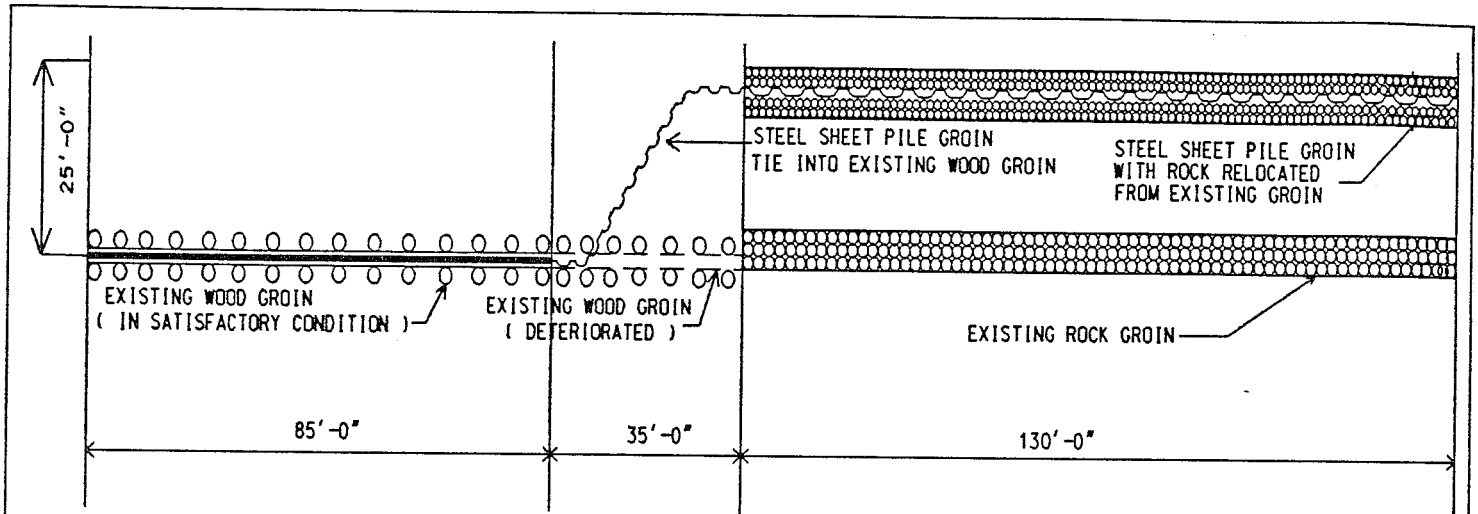 25'-0"
STEEL SHEET PILE GROIN
TIE INTO EXISTING WOOD GROIN
STEEL SHEET PILE GROIN
WITH ROCK RELOCATED
FROM EXISTING GROIN
EXISTING WOOD GROIN
( IN SATISFACTORY CONDITION )
EXISTING WOOD GROIN
( DETERIORATED )
EXISTING ROCK GROIN
85'-0"
35'-0"
130'-0"